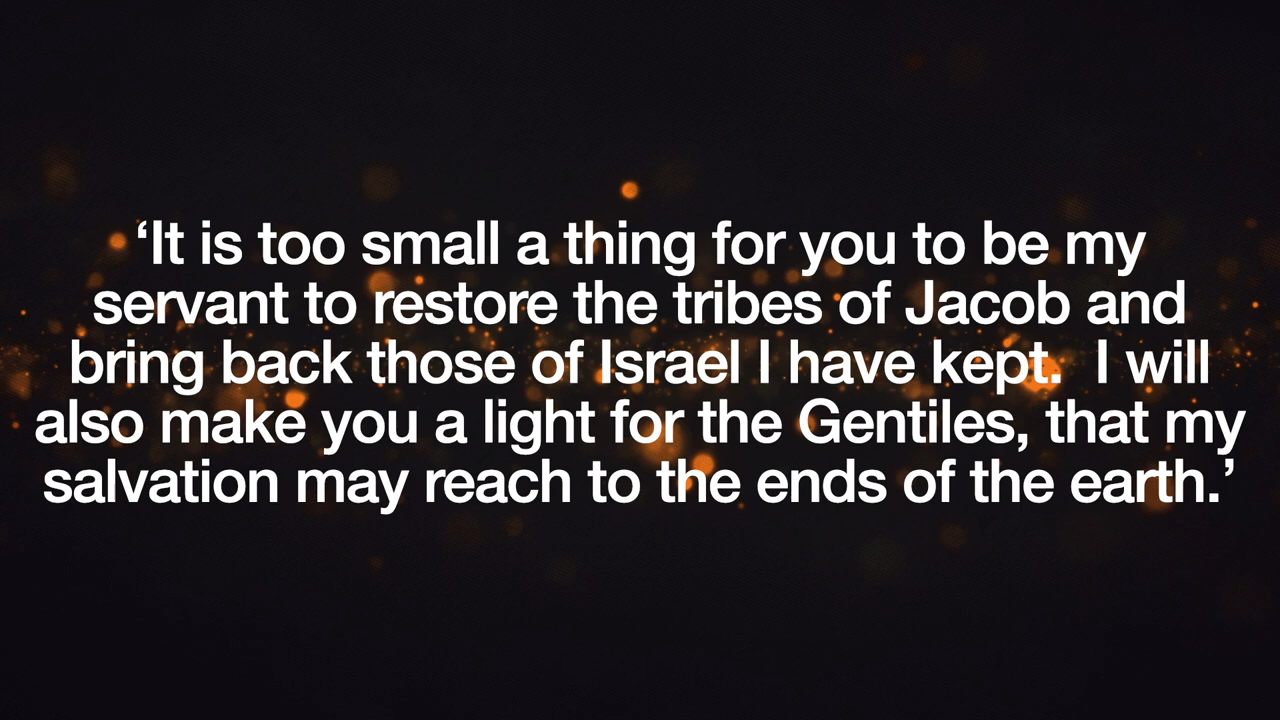 ‘It is too small a thing for you to be my
servant to restore the tribes of Jacob and
bring back those of Israel I have kept.  I will
also make you a light for the Gentiles, that my
salvation may reach to the ends of the earth.’